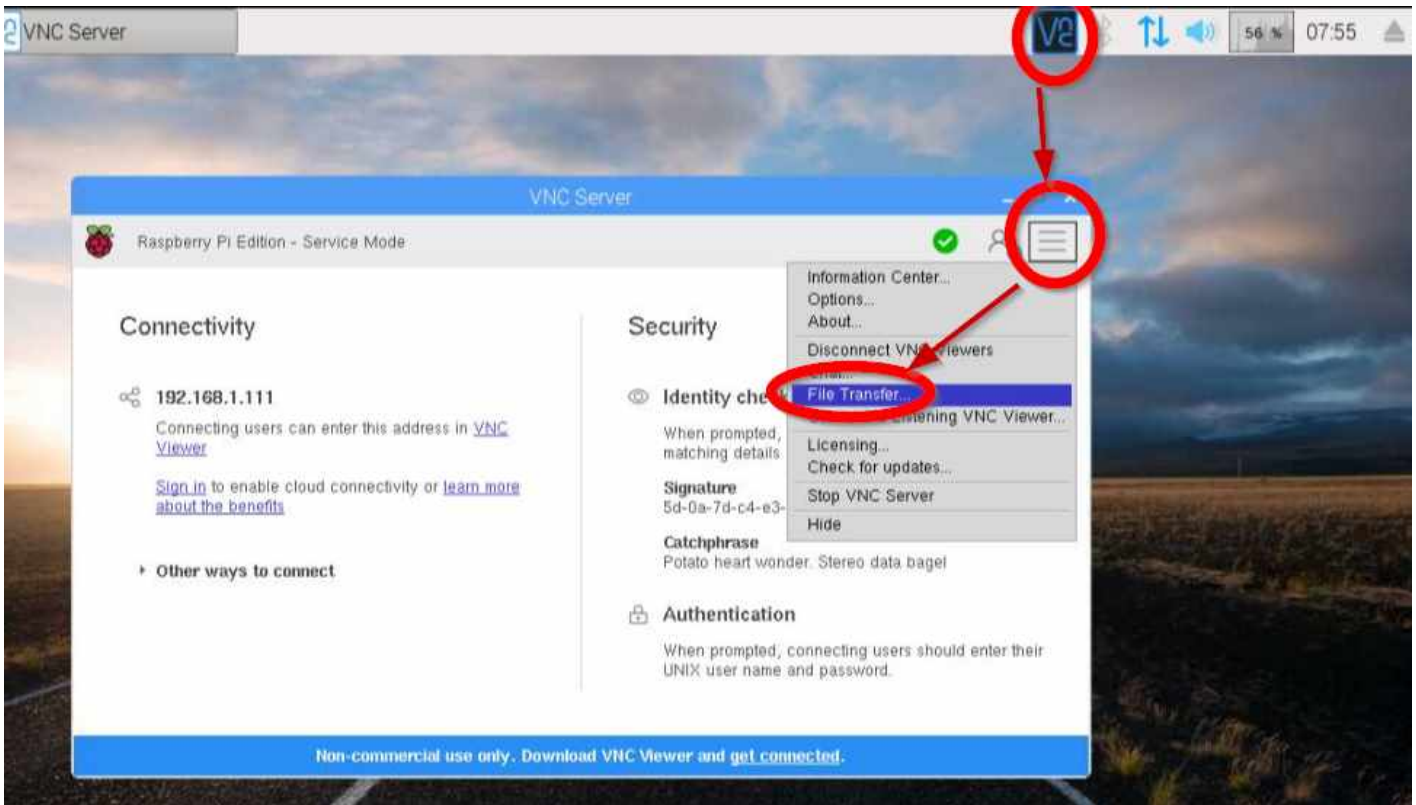 VNC Server
V2
56 %
07:55
VNC Server
Raspberry Pi Edition - Service Mode
Information Center...
Options...
About...
Disconnect VNC Viewers
File Transfer...
Listening VNC Viewer...
Licensing...
Check for updates...
Stop VNC Server
Hide
Connectivity
192.168.1.111
Connecting users can enter this address in VNC
Viewer
Sign in to enable cloud connectivity or learn more
about the benefits
Other ways to connect
Security
Identity check
When prompted,
matching details
Signature
5d-0a-7d-c4-e3-
Catchphrase
Potato heart wonder. Stereo data bagel
Authentication
When prompted, connecting users should enter their
UNIX user name and password.
Non-commercial use only. Download VNC Viewer and get connected.